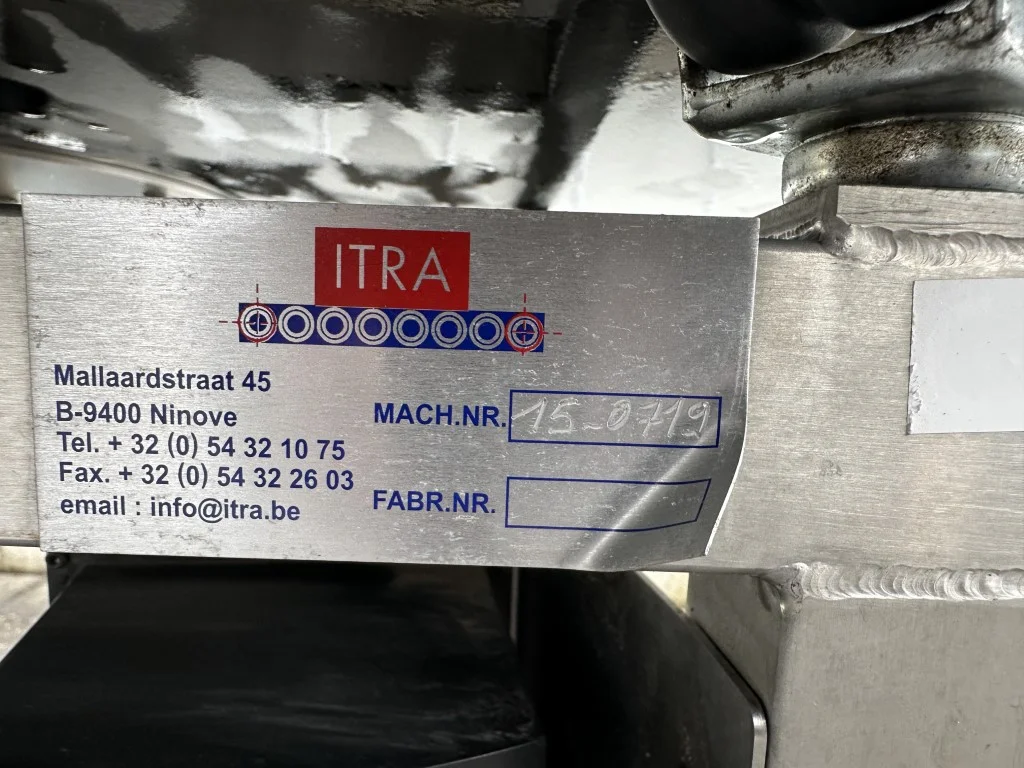 ITRA
Mallaardstraat 45
B-9400 Ninove
Tel. + 32 (0) 54 32 10 75
Fax. + 32 (0) 54 32 26 03
email : info@itra.be
MACH.NR. 15-0719
FABR.NR.